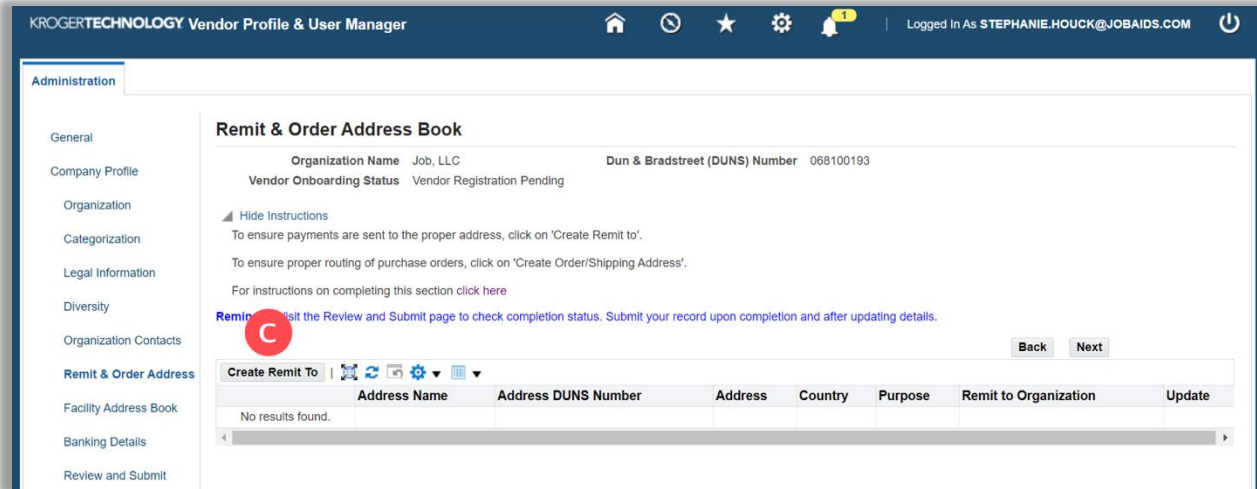 KROGERTECHNOLOGY Vendor Profile & User Manager
1
Logged In As STEPHANIE.HOUCK@JOBAIDS.COM
Administration
General
Company Profile
Organization
Categorization
Legal Information
Diversity
Organization Contacts
Remit & Order Address
Facility Address Book
Banking Details
Review and Submit
Remit & Order Address Book
Organization Name Job, LLC Dun & Bradstreet (DUNS) Number 068100193
Vendor Onboarding Status Vendor Registration Pending
Hide Instructions
To ensure payments are sent to the proper address, click on 'Create Remit to'.
To ensure proper routing of purchase orders, click on 'Create Order/Shipping Address'.
For instructions on completing this section click here
the Review and Submit page to check completion status. Submit your record upon completion and after updating details.
C
Back Next
Create Remit To
Address Name Address DUNS Number Address Country Purpose Remit to Organization Update
No results found.